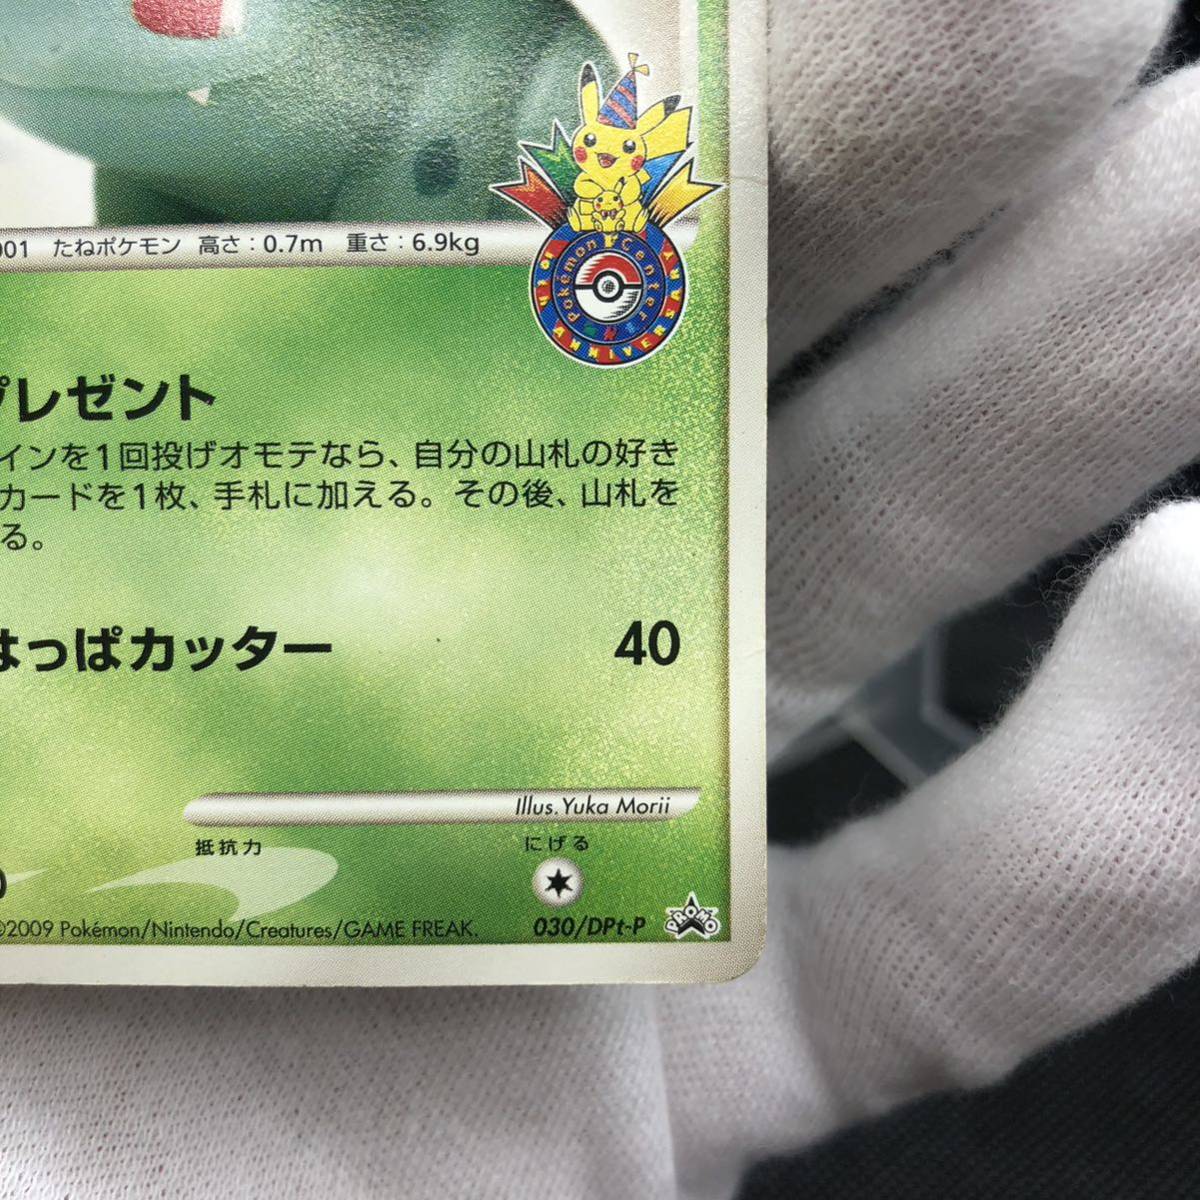 001 たねポケモン 高さ：0.7m 重さ：6.9kg
Pokémon Center
10th ANNIVERSARY
プレゼント
インを1回投げオモテなら、自分の山札の好き
カードを1枚、手札に加える。その後、山札を
る。
はっぱカッター 40
Illus. Yuka Morii
抵抗力 にげる
©2009 Pokémon/Nintendo/Creatures/GAME FREAK. 030/DPt-P PROMO